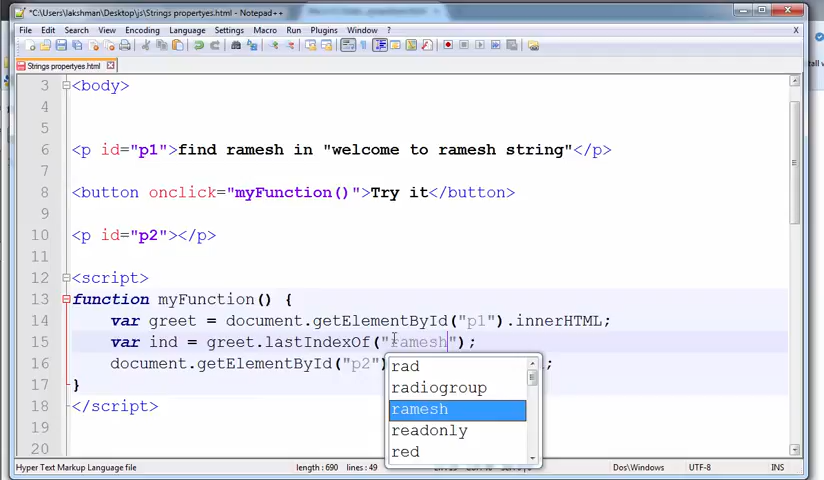 *C:\Users\lakshman\Desktop\js\Strings propertyes.html - Notepad++
File Edit Search View Encoding Language Settings Macro Run Plugins Window ? X
Strings propertyes.html
3 <body>
4
5
6 <p id="p1">find ramesh in "welcome to ramesh string"</p>
7
8 <button onclick="myFunction()">Try it</button>
9
10 <p id="p2"></p>
11
12 <script>
13 function myFunction() {
14 var greet = document.getElementById("p1").innerHTML;
15 var ind = greet.lastIndexOf("ramesh");
16 document.getElementById("p2") ;
17 }
18 </script>
19
20
rad
radiogroup
ramesh
readonly
red
Hyper Text Markup Language file length: 690 lines: 49 Dos\Windows UTF-8 INS